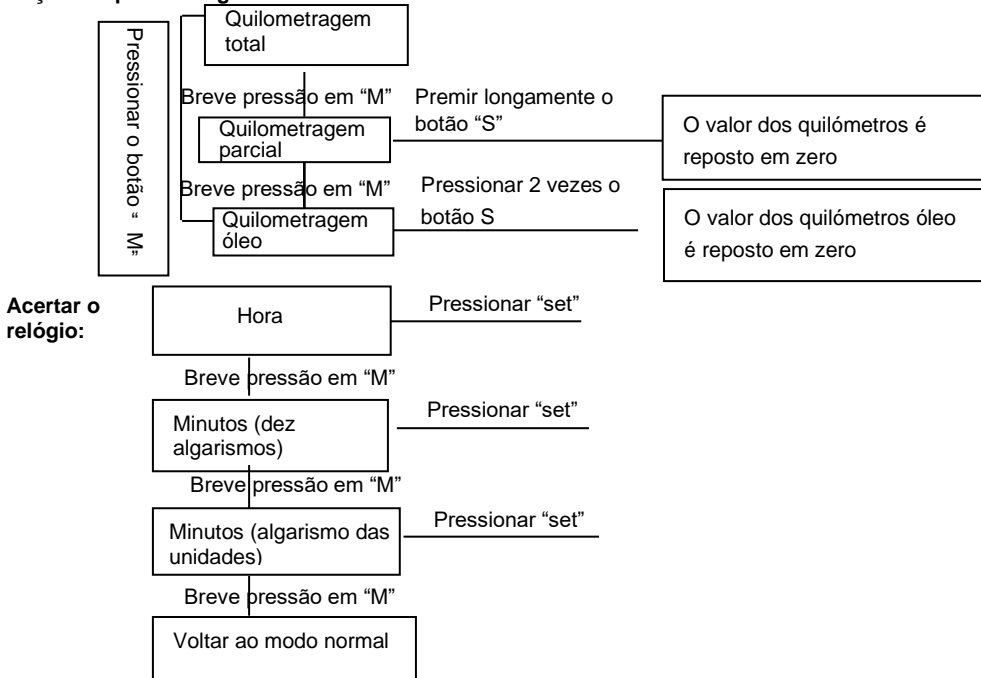 Quilometragem
total
Pressionar o botão “ M”
Breve pressão em “M”
Premir longamente o
botão “S”
Quilometragem
parcial
O valor dos quilómetros é
reposto em zero
Breve pressão em “M”
Pressionar 2 vezes o
botão S
Quilometragem
óleo
O valor dos quilómetros óleo
é reposto em zero
Acertar o
relógio:
Hora
Pressionar “set”
Breve pressão em “M”
Minutos (dez
algarismos)
Pressionar “set”
Breve pressão em “M”
Minutos (algarismo das
unidades)
Pressionar “set”
Breve pressão em “M”
Voltar ao modo normal